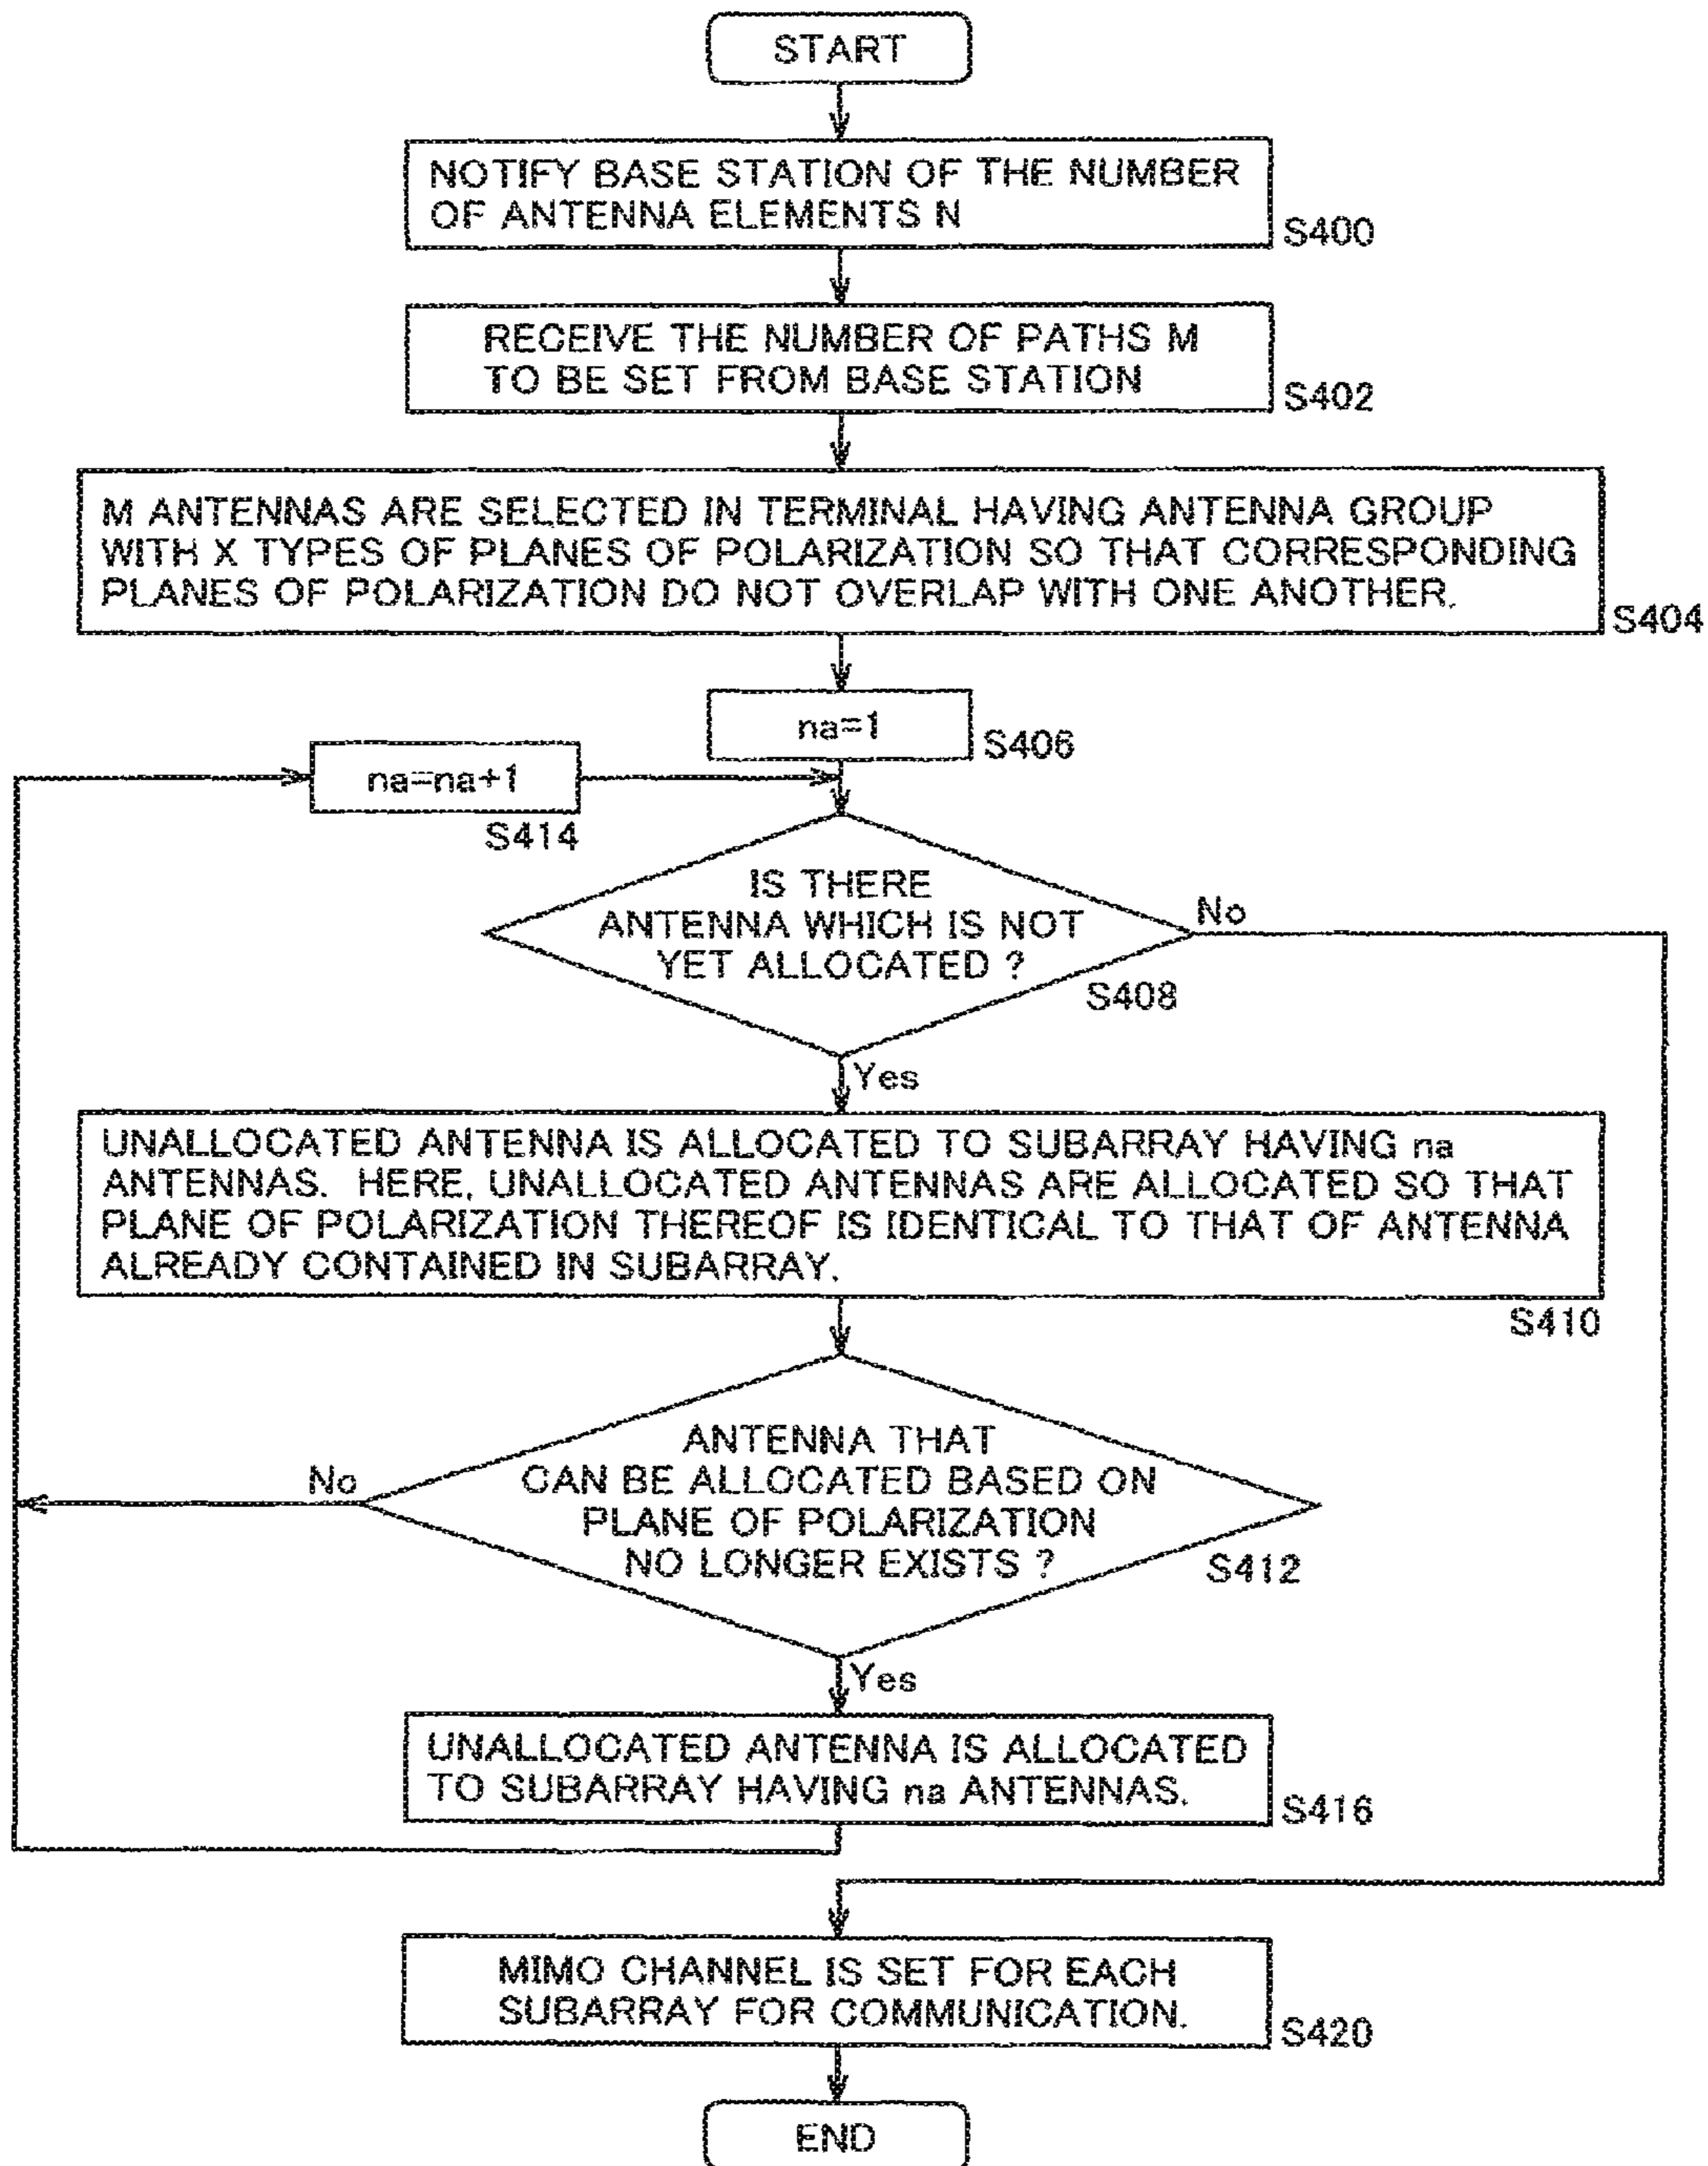 START
NOTIFY BASE STATION OF THE NUMBER
OF ANTENNA ELEMENTS N
S400
RECEIVE THE NUMBER OF PATHS M
TO BE SET FROM BASE STATION
S402
M ANTENNAS ARE SELECTED IN TERMINAL HAVING ANTENNA GROUP
WITH X TYPES OF PLANES OF POLARIZATION SO THAT CORRESPONDING
PLANES OF POLARIZATION DO NOT OVERLAP WITH ONE ANOTHER.
S404
na=1
S406
na=na+1
S414
IS THERE
ANTENNA WHICH IS NOT
YET ALLOCATED ?
No
S408
Yes
UNALLOCATED ANTENNA IS ALLOCATED TO SUBARRAY HAVING na
ANTENNAS. HERE, UNALLOCATED ANTENNAS ARE ALLOCATED SO THAT
PLANE OF POLARIZATION THEREOF IS IDENTICAL TO THAT OF ANTENNA
ALREADY CONTAINED IN SUBARRAY.
S410
ANTENNA THAT
CAN BE ALLOCATED BASED ON
PLANE OF POLARIZATION
NO LONGER EXISTS ?
No
S412
Yes
UNALLOCATED ANTENNA IS ALLOCATED
TO SUBARRAY HAVING na ANTENNAS.
S416
MIMO CHANNEL IS SET FOR EACH
SUBARRAY FOR COMMUNICATION.
S420
END